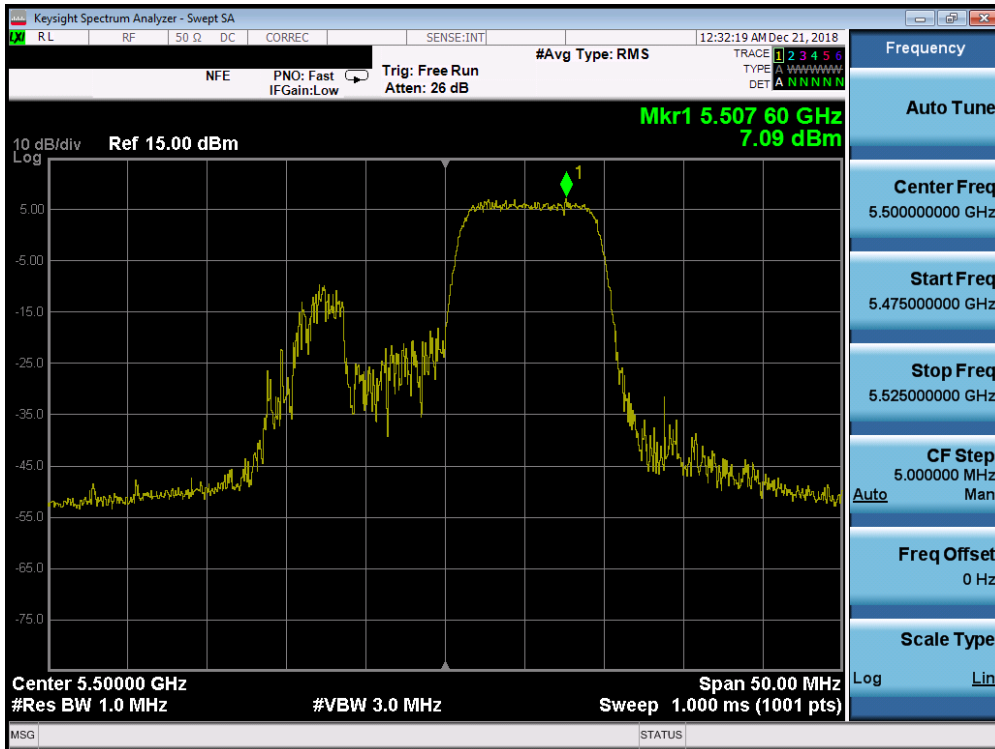 Keysight Spectrum Analyzer - Swept SA
LXI RL RF 50 Ω DC CORREC SENSE:INT 12:32:19 AM Dec 21, 2018
NFE PNO: Fast Trig: Free Run #Avg Type: RMS TRACE 1 2 3 4 5 6
IFGain:Low Atten: 26 dB TYPE A WWWWW
DET A N N N N N
Mkr1 5.507 60 GHz
7.09 dBm
10 dB/div Ref 15.00 dBm
Log
1
5.00
-5.00
-15.0
-25.0
-35.0
-45.0
-55.0
-65.0
-75.0
Center 5.50000 GHz Span 50.00 MHz
#Res BW 1.0 MHz #VBW 3.0 MHz Sweep 1.000 ms (1001 pts)
MSG STATUS
Frequency
Auto Tune
Center Freq
5.500000000 GHz
Start Freq
5.475000000 GHz
Stop Freq
5.525000000 GHz
CF Step
5.000000 MHz
Auto Man
Freq Offset
0 Hz
Scale Type
Log Lin